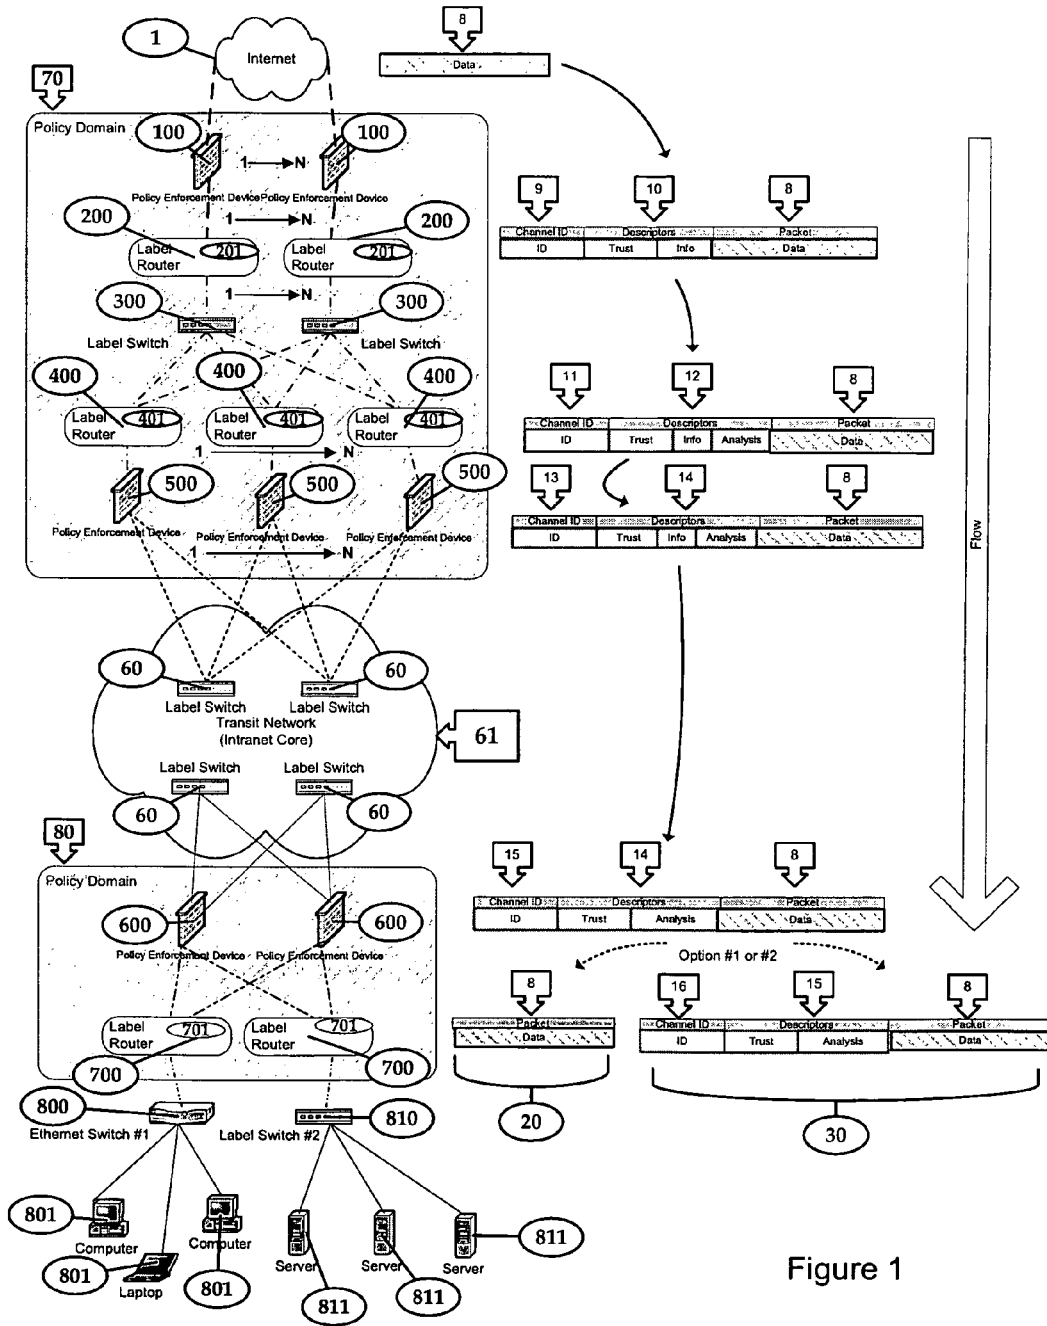 8
1
Internet
Data
70
Policy Domain
100
100
1 N
Policy Enforcement Device Policy Enforcement Device
9
10
8
200
1 N
200
Channel ID Descriptors Packet
ID Trust Info Data
Label Router
201
Label Router
201
300
1 N
300
Label Switch
Label Switch
400
400
400
11
12
8
Label Router
401
Label Router
401
Label Router
401
Channel ID Descriptors Packet
ID Trust Info Analysis Data
1 N
500
500
500
13
14
8
Policy Enforcement Device
Policy Enforcement Device
Policy Enforcement Device
Channel ID Descriptors Packet
ID Trust Info Analysis Data
1 N
Flow
60
60
Label Switch
Label Switch
Transit Network
(Intranet Core)
61
Label Switch
Label Switch
60
60
80
Policy Domain
15
14
8
600
600
Channel ID Descriptors Packet
ID Trust Analysis Data
Policy Enforcement Device
Policy Enforcement Device
Option #1 or #2
8
16
15
8
Label Router
701
Label Router
701
Packet
Data
Channel ID Descriptors Packet
ID Trust Analysis Data
700
700
800
810
Ethernet Switch #1
Label Switch #2
20
30
801
Computer
801
Laptop
Computer
801
Server
811
Server
811
Server
811
Figure 1